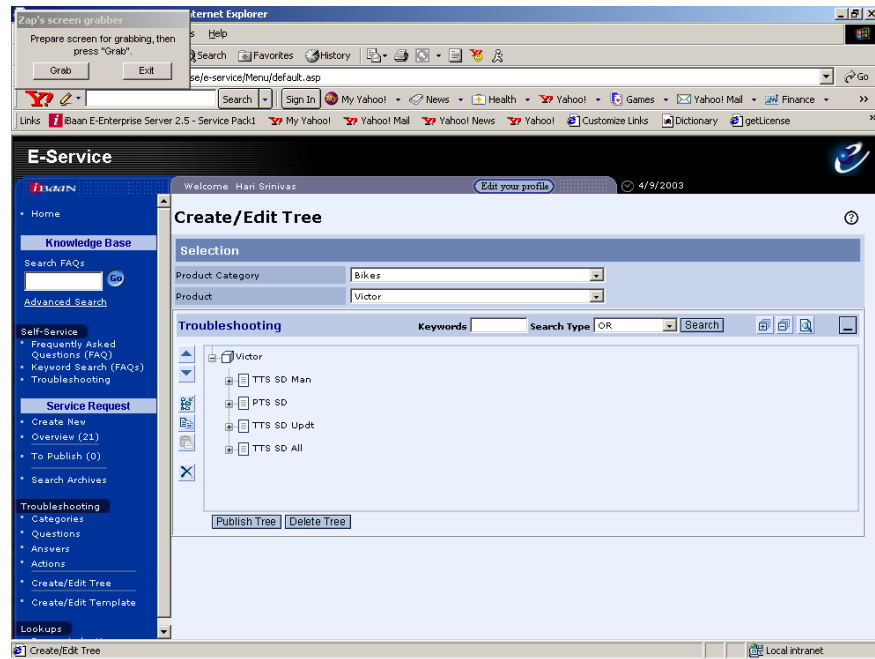 Zap's screen grabber
Prepare screen for grabbing, then
press "Grab".
Grab Exit
ternet Explorer
s Help
Search Favorites History
se/e-service/Menu/default.asp Go
Y! Search Sign In My Yahoo! News Health Yahoo! Games Yahoo! Mail Finance »
Links iBaan E-Enterprise Server 2.5 - Service Pack1 My Yahoo! Yahoo! Mail Yahoo! News Yahoo! Customize Links Dictionary getLicense »
E-Service
iBaan
Welcome Hari Srinivas Edit your profile 4/9/2003
Home
Knowledge Base
Search FAQs
Go
Advanced Search
Self-Service
Frequently Asked
Questions (FAQ)
Keyword Search (FAQs)
Troubleshooting
Service Request
Create New
Overview (21)
To Publish (0)
Search Archives
Troubleshooting
Categories
Questions
Answers
Actions
Create/Edit Tree
Create/Edit Template
Lookups
Create/Edit Tree ?
Selection
Product Category Bikes
Product Victor
Troubleshooting Keywords Search Type OR Search
Victor
TTS SD Man
PTS SD
TTS SD Updt
TTS SD All
Publish Tree Delete Tree
Create/Edit Tree Local intranet